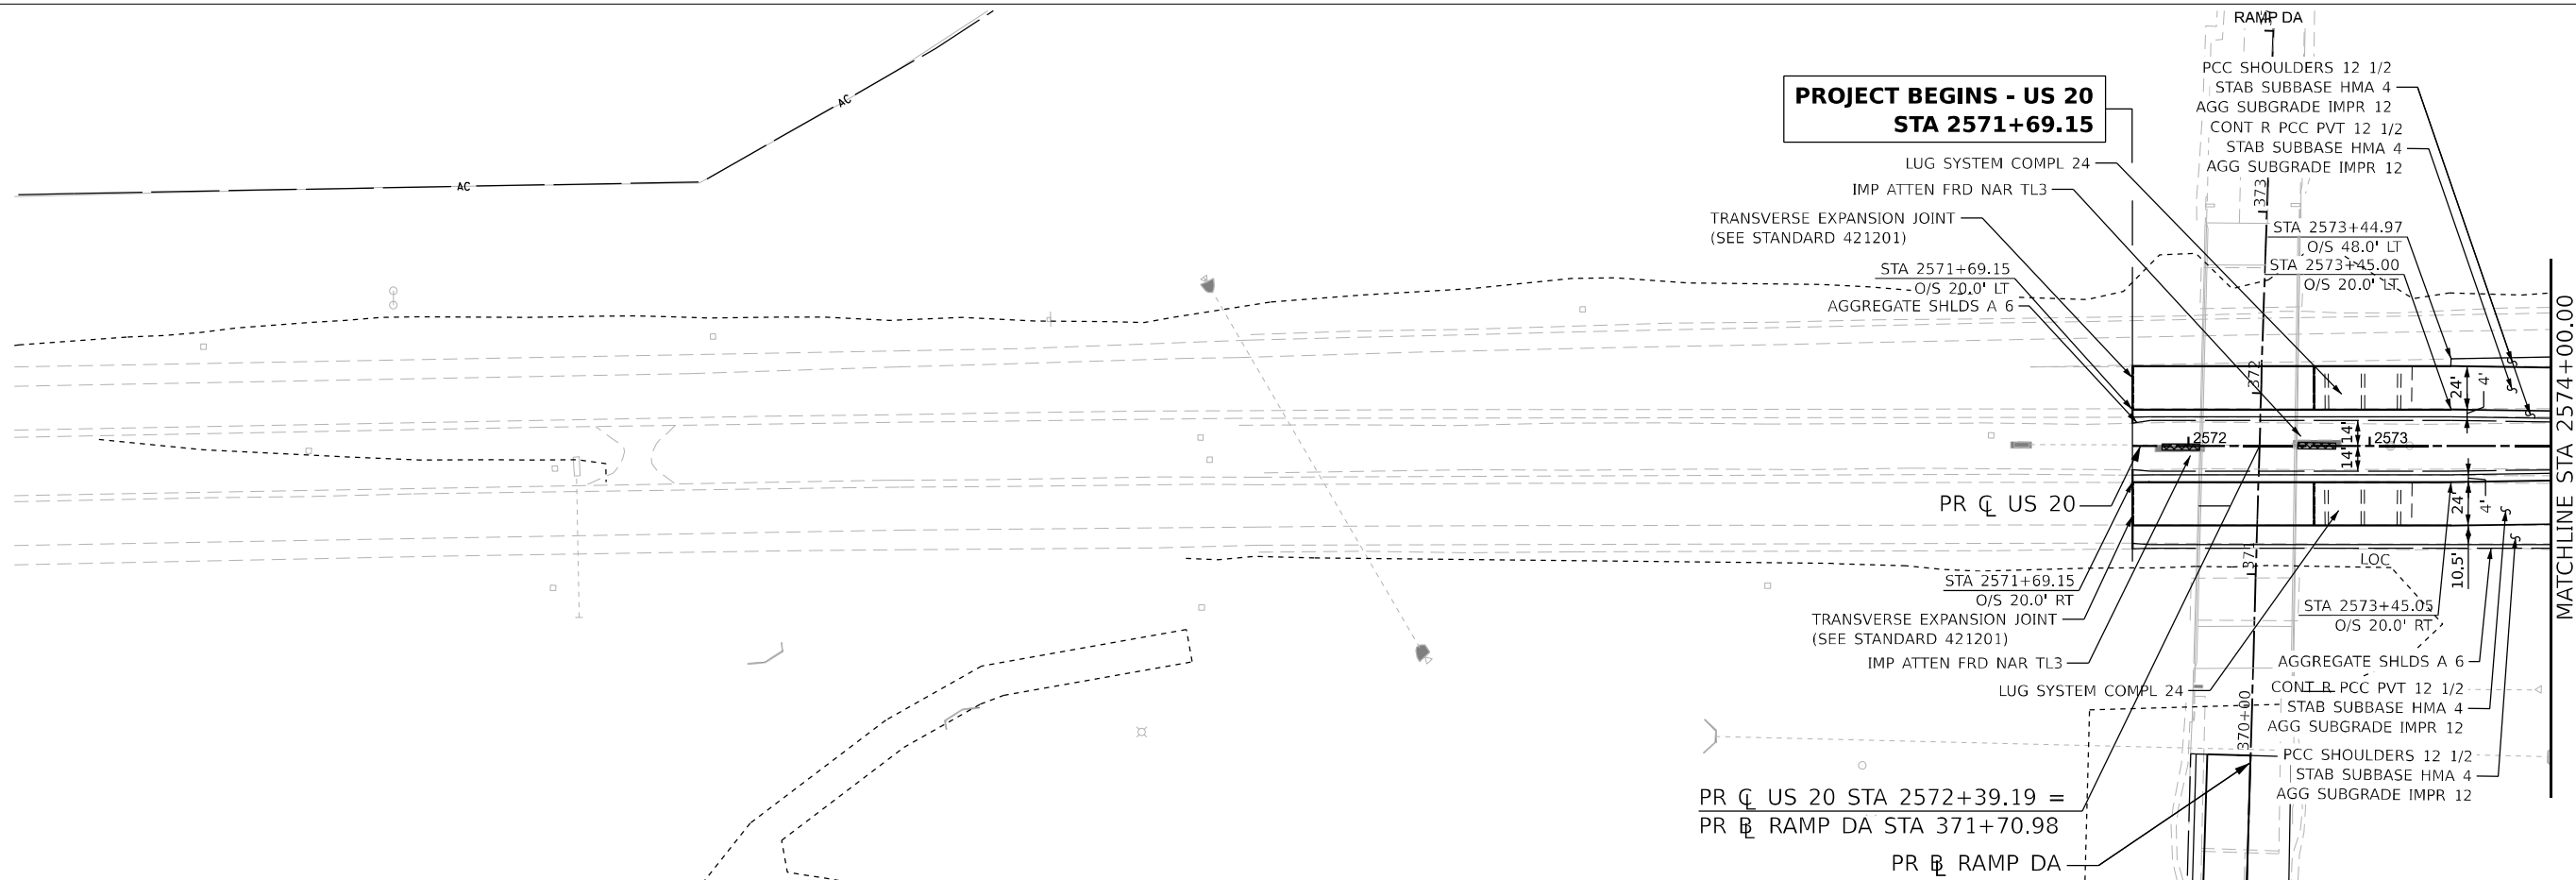 RAMP DA
PCC SHOULDERS 12 1/2
STAB SUBBASE HMA 4
AGG SUBGRADE IMPR 12
CONT R PCC PVT 12 1/2
STAB SUBBASE HMA 4
AGG SUBGRADE IMPR 12
PROJECT BEGINS - US 20
STA 2571+69.15
LUG SYSTEM COMPL 24
IMP ATTEN FRD NAR TL3
TRANSVERSE EXPANSION JOINT
(SEE STANDARD 421201)
STA 2571+69.15
O/S 20.0' LT
AGGREGATE SHLDS A 6
STA 2573+44.97
O/S 48.0' LT
STA 2573+45.00
O/S 20.0' LT
AC
AC
373
372
371
370+00
2572
2573
24'
4'
14'
14'
24'
4'
10.5'
MATCHLINE STA 2574+00.00
PR ℄ US 20
LOC
STA 2571+69.15
O/S 20.0' RT
TRANSVERSE EXPANSION JOINT
(SEE STANDARD 421201)
IMP ATTEN FRD NAR TL3
LUG SYSTEM COMPL 24
STA 2573+45.05
O/S 20.0' RT
AGGREGATE SHLDS A 6
CONT R PCC PVT 12 1/2
STAB SUBBASE HMA 4
AGG SUBGRADE IMPR 12
PCC SHOULDERS 12 1/2
STAB SUBBASE HMA 4
AGG SUBGRADE IMPR 12
PR ℄ US 20 STA 2572+39.19 =
PR BL RAMP DA STA 371+70.98
PR BL RAMP DA